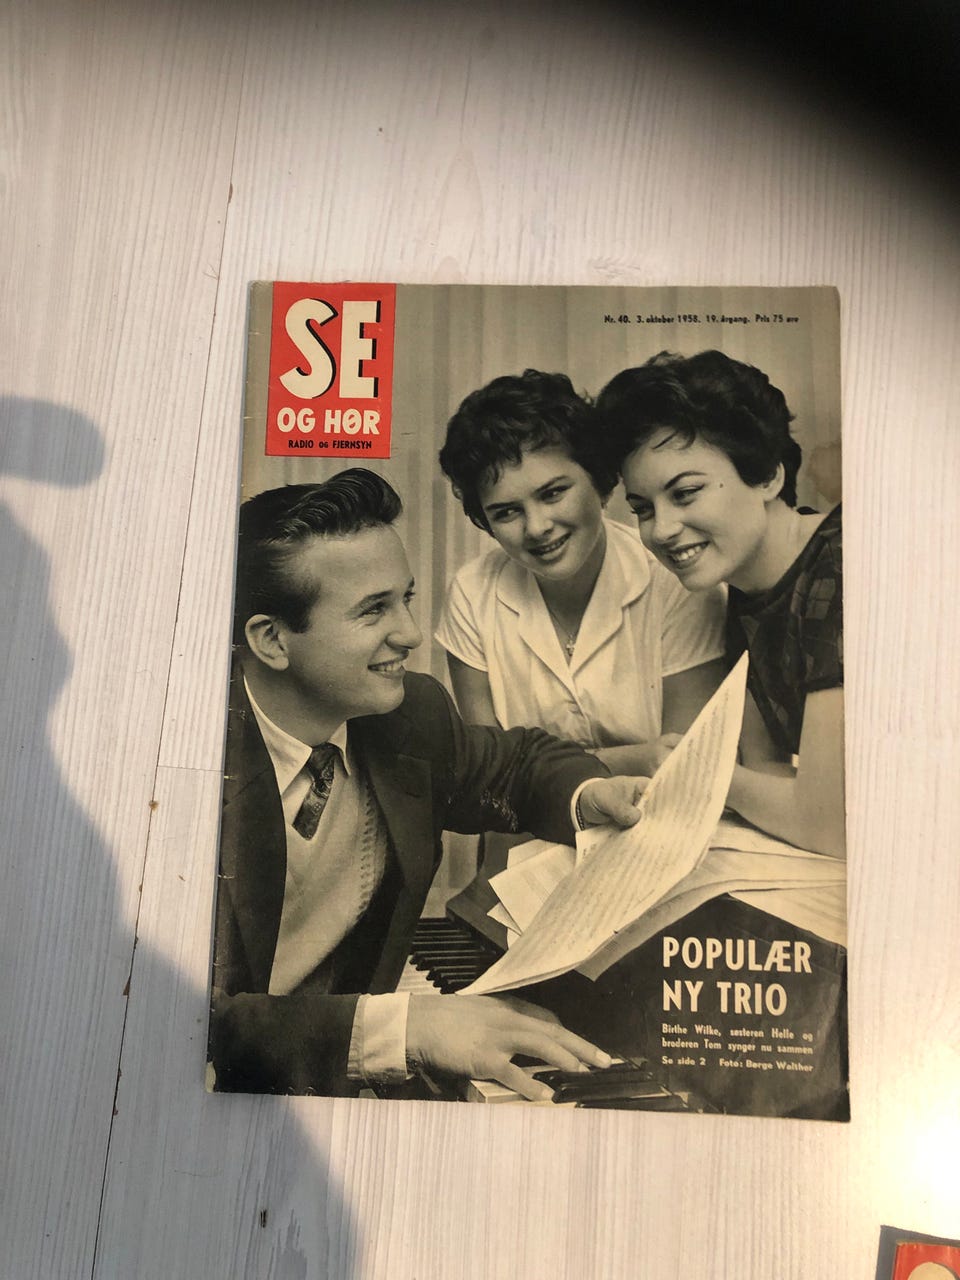 SE
OG HØR
RADIO OG FJERNSYN
Nr. 40. 3. oktober 1958. 19. årgang. Pris 75 øre
POPULÆR
NY TRIO
Birthe Wilke, søsteren Helle og
broderen Tom synger nu sammen
Se side 2 Foto: Børge Walther